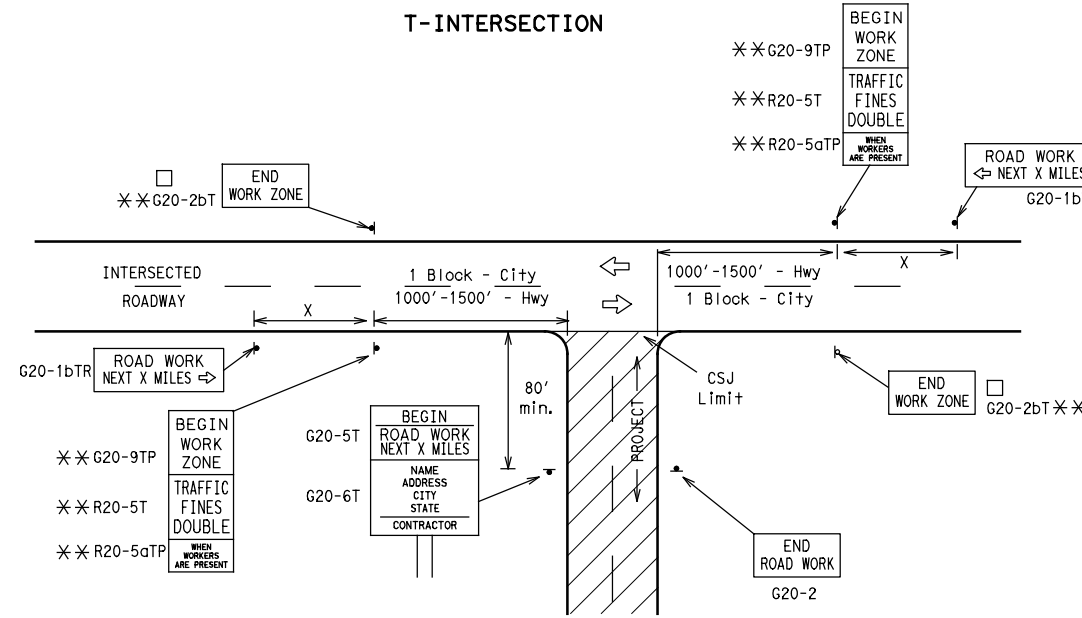 T-INTERSECTION
BEGIN
WORK
ZONE
TRAFFIC
FINES
DOUBLE
WHEN
WORKERS
ARE PRESENT
**G20-9TP
**R20-5T
**R20-5aTP
ROAD WORK
⇦ NEXT X MILES
G20-1b
□
**G20-2bT
END
WORK ZONE
INTERSECTED
ROADWAY
1 Block - City
1000'-1500' - Hwy
1000'-1500' - Hwy
1 Block - City
X
X
G20-1bTR
ROAD WORK
NEXT X MILES ⇨
80'
min.
CSJ
Limit
PROJECT
END
WORK ZONE
□
G20-2bT**
**G20-9TP
**R20-5T
**R20-5aTP
BEGIN
WORK
ZONE
TRAFFIC
FINES
DOUBLE
WHEN
WORKERS
ARE PRESENT
G20-5T
G20-6T
BEGIN
ROAD WORK
NEXT X MILES
NAME
ADDRESS
CITY
STATE
CONTRACTOR
END
ROAD WORK
G20-2